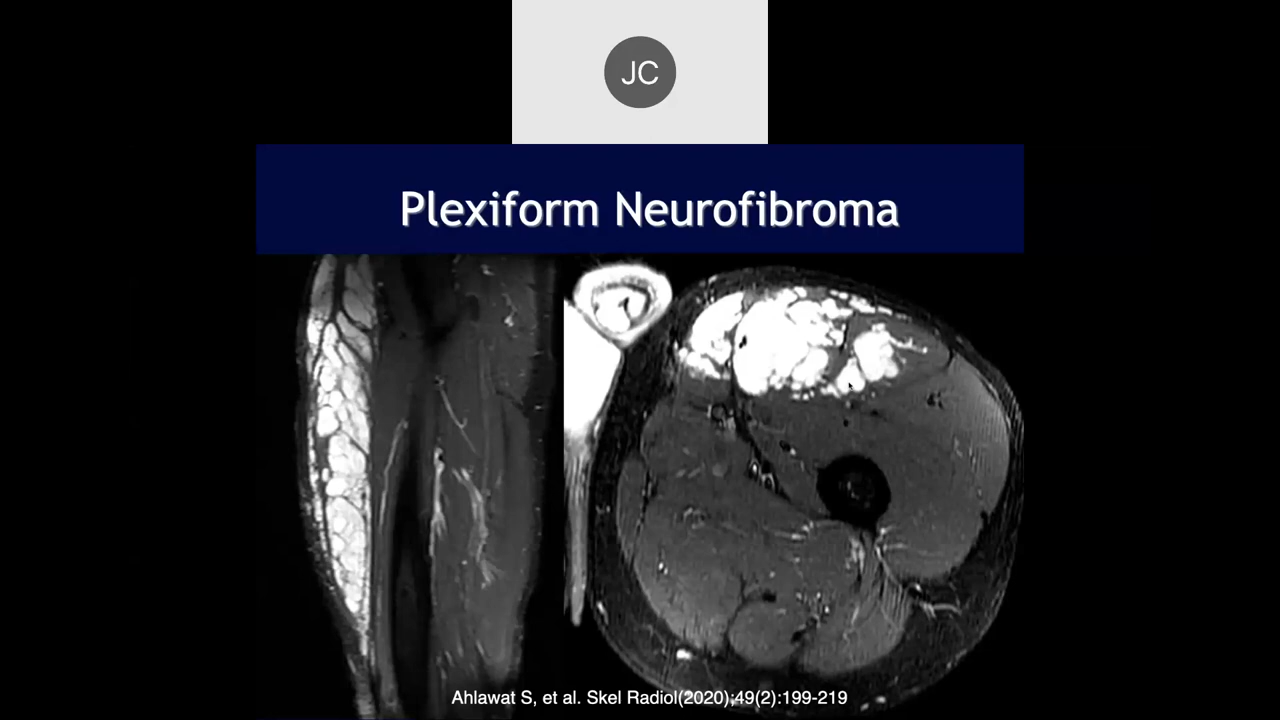 JC
Plexiform Neurofibroma
Ahlawat S, et al. Skel Radiol(2020);49(2):199-219